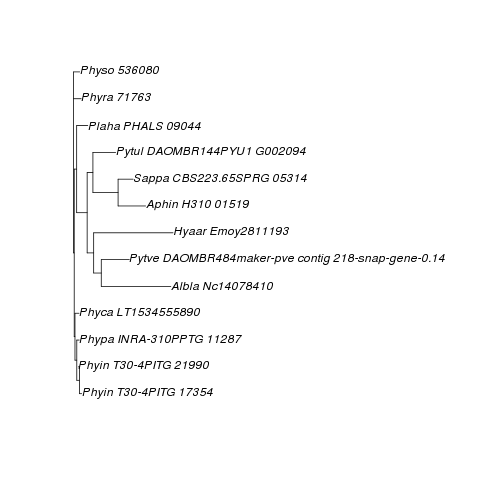 Physo 536080
Phyra 71763
Plaha PHALS 09044
Pytul DAOMBR144PYU1 G002094
Sappa CBS223.65SPRG 05314
Aphin H310 01519
Hyaar Emoy2811193
Pytve DAOMBR484maker-pve contig 218-snap-gene-0.14
Albla Nc14078410
Phyca LT1534555890
Phypa INRA-310PPTG 11287
Phyin T30-4PITG 21990
Phyin T30-4PITG 17354